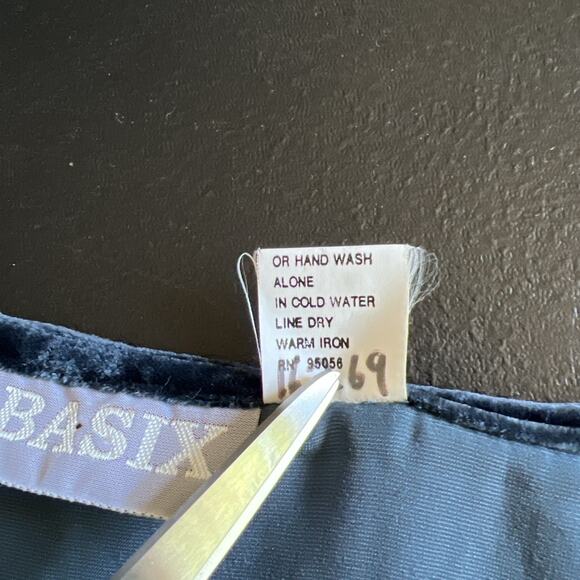 OR HAND WASH
ALONE
IN COLD WATER
LINE DRY
WARM IRON
RN 95056
69
BASIX